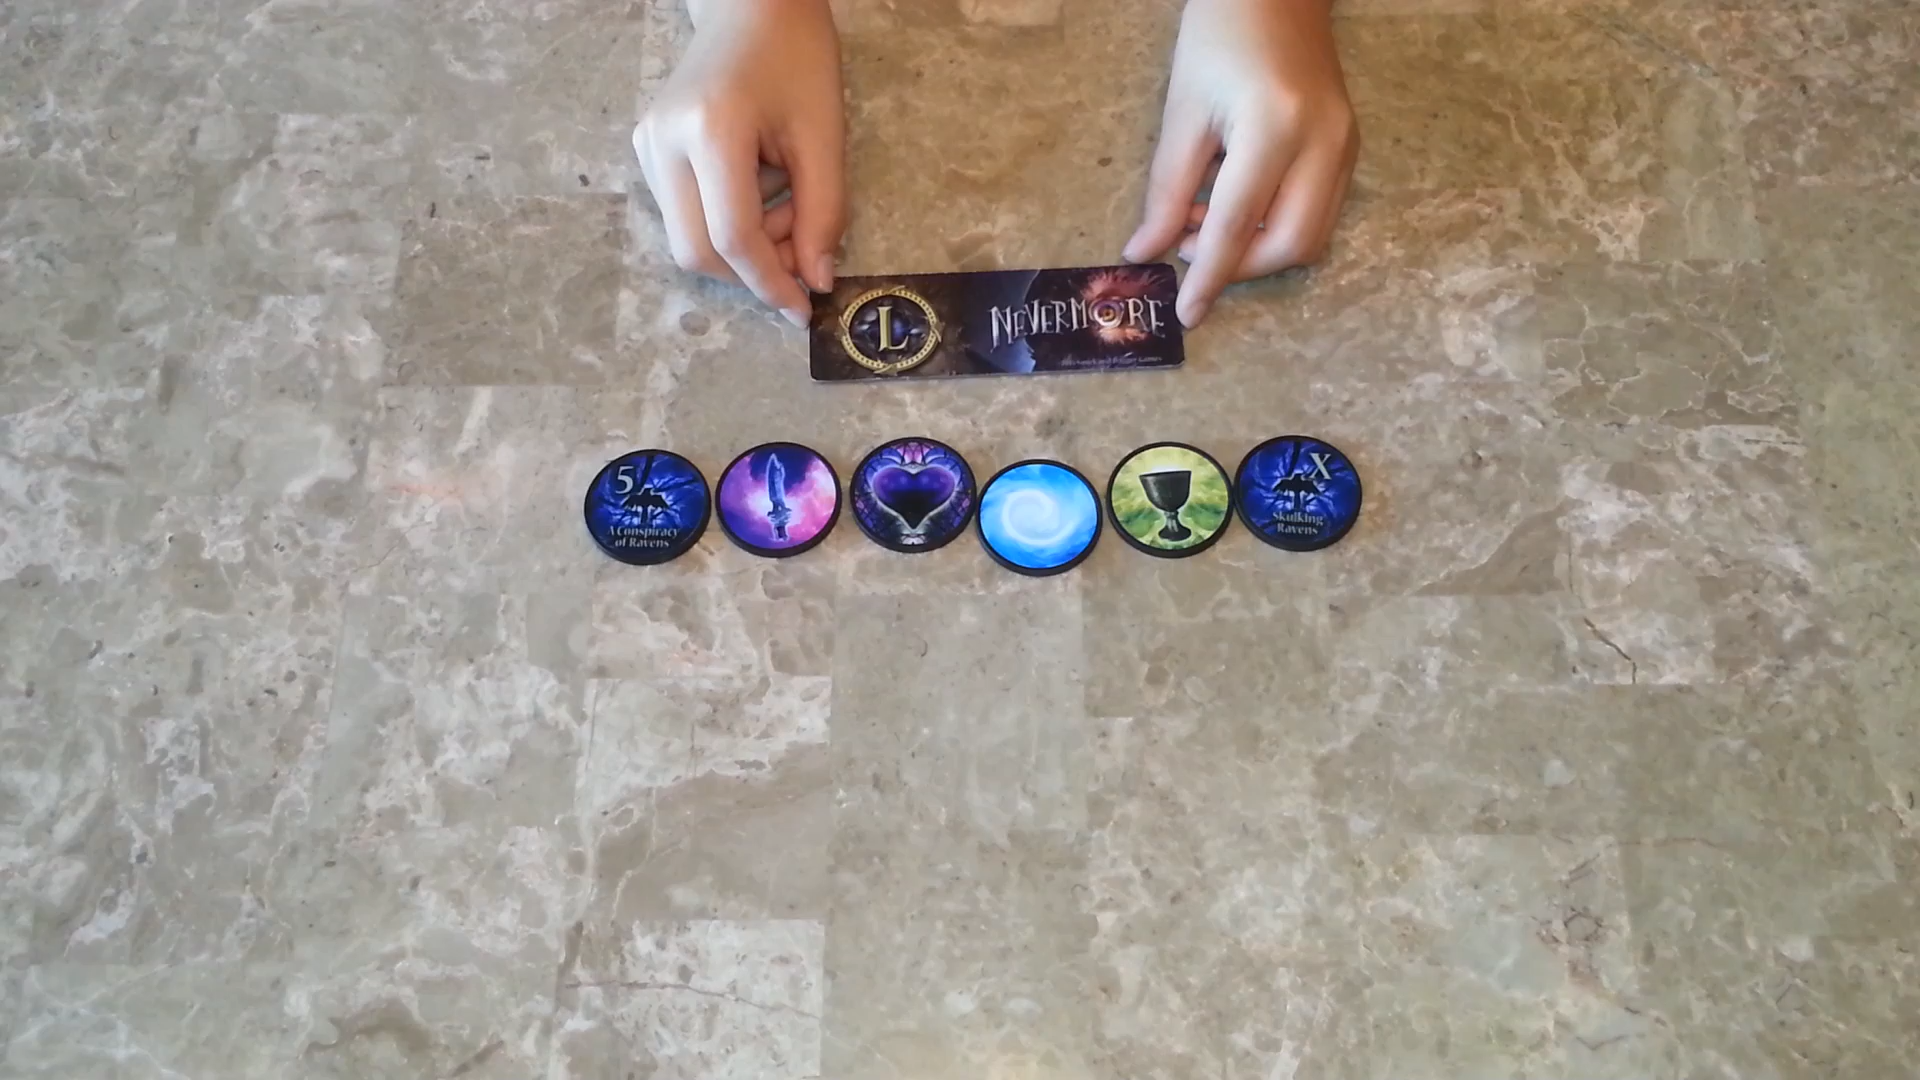 L
NEVERMORE
5
A Conspiracy
of Ravens
X
Skulking
Ravens